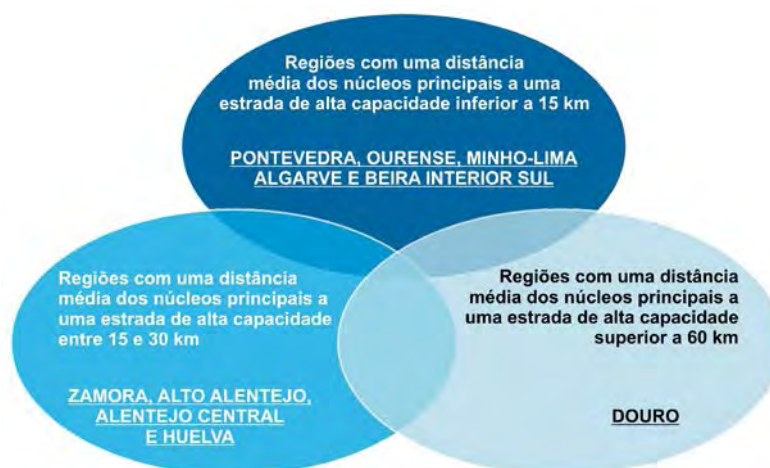 Regiões com uma distância
média dos núcleos principais a uma
estrada de alta capacidade inferior a 15 km
PONTEVEDRA, OURENSE, MINHO-LIMA
ALGARVE E BEIRA INTERIOR SUL
Regiões com uma distância
média dos núcleos principais a
uma estrada de alta capacidade
entre 15 e 30 km
ZAMORA, ALTO ALENTEJO,
ALENTEJO CENTRAL
E HUELVA
Regiões com uma distância
média dos núcleos principais a
uma estrada de alta capacidade
superior a 60 km
DOURO